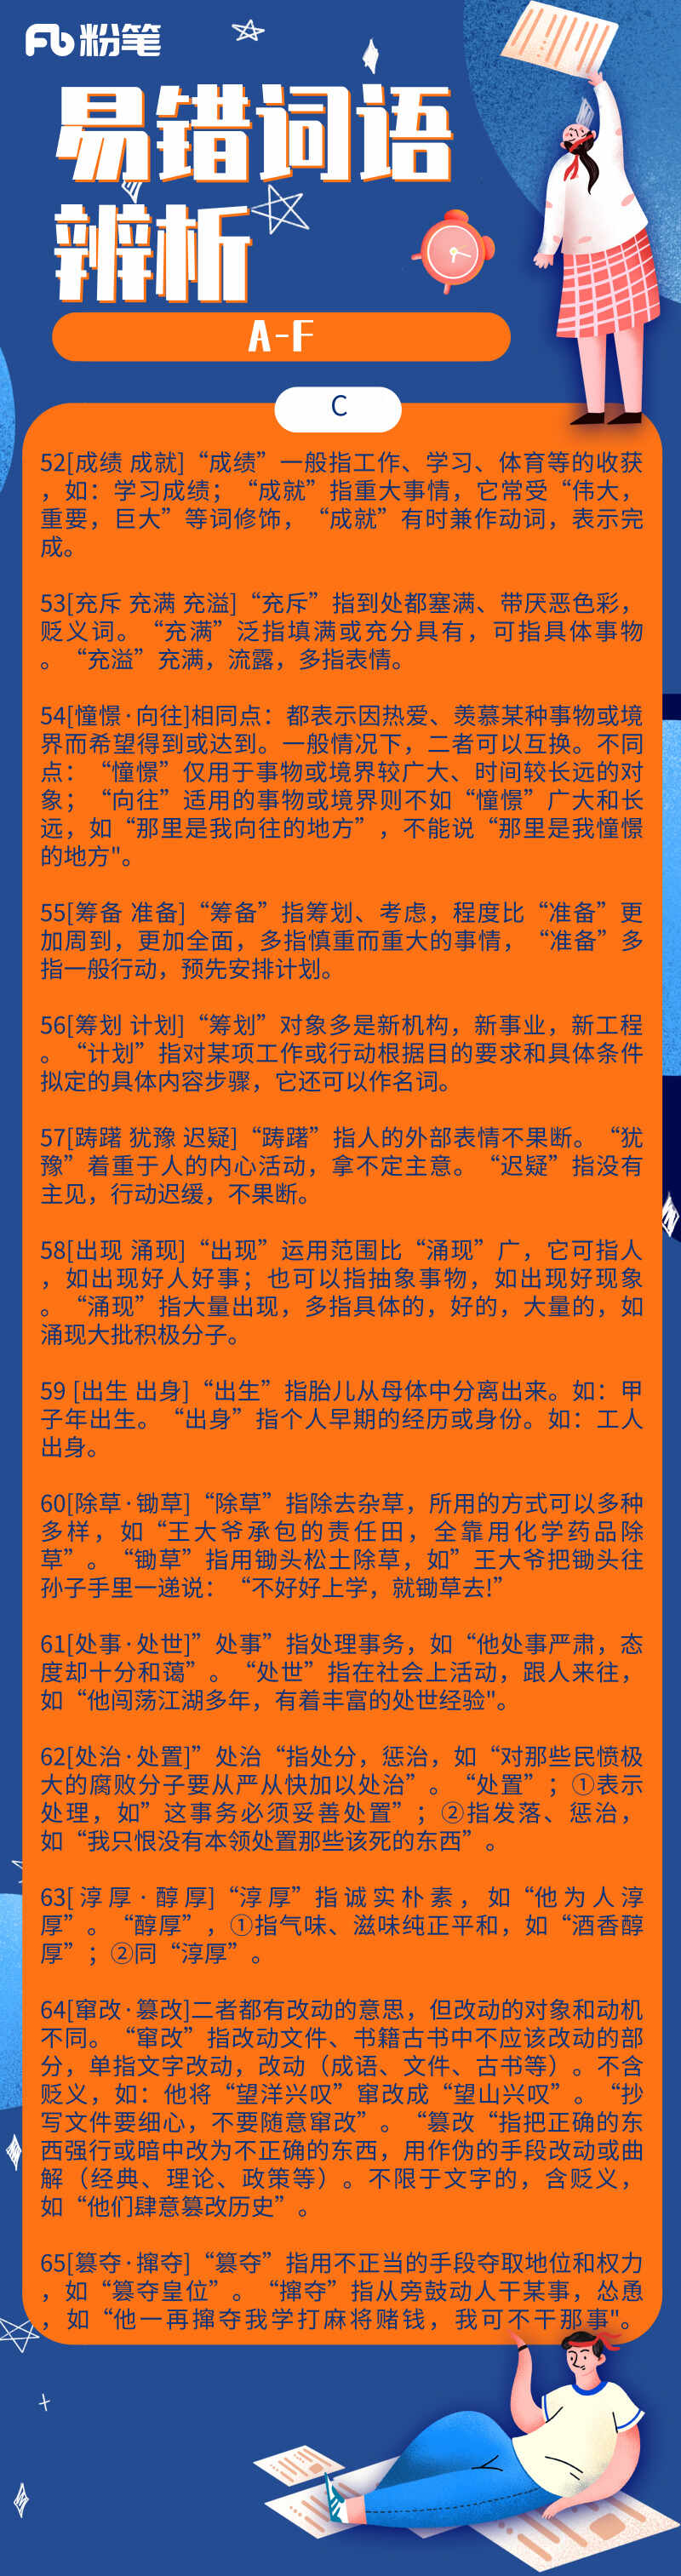 粉笔
易错词语
辨析
A-F
C
52[成绩 成就]“成绩”一般指工作、学习、体育等的收获
，如：学习成绩；“成就”指重大事情，它常受“伟大，
重要，巨大”等词修饰，“成就”有时兼作动词，表示完
成。
53[充斥 充满 充溢]“充斥”指到处都塞满、带厌恶色彩，
贬义词。“充满”泛指填满或充分具有，可指具体事物
。“充溢”充满，流露，多指表情。
54[憧憬·向往]相同点：都表示因热爱、羡慕某种事物或境
界而希望得到或达到。一般情况下，二者可以互换。不同
点：“憧憬”仅用于事物或境界较广大、时间较长远的对
象；“向往”适用的事物或境界则不如“憧憬”广大和长
远，如“那里是我向往的地方”，不能说“那里是我憧憬
的地方"。
55[筹备 准备]“筹备”指筹划、考虑，程度比“准备”更
加周到，更加全面，多指慎重而重大的事情，“准备”多
指一般行动，预先安排计划。
56[筹划 计划]“筹划”对象多是新机构，新事业，新工程
。“计划”指对某项工作或行动根据目的要求和具体条件
拟定的具体内容步骤，它还可以作名词。
57[踌躇 犹豫 迟疑]“踌躇”指人的外部表情不果断。“犹
豫”着重于人的内心活动，拿不定主意。“迟疑”指没有
主见，行动迟缓，不果断。
58[出现 涌现]“出现”运用范围比“涌现”广，它可指人
，如出现好人好事；也可以指抽象事物，如出现好现象
。“涌现”指大量出现，多指具体的，好的，大量的，如
涌现大批积极分子。
59 [出生 出身]“出生”指胎儿从母体中分离出来。如：甲
子年出生。“出身”指个人早期的经历或身份。如：工人
出身。
60[除草·锄草]“除草”指除去杂草，所用的方式可以多种
多样，如“王大爷承包的责任田，全靠用化学药品除
草”。“锄草”指用锄头松土除草，如”王大爷把锄头往
孙子手里一递说：“不好好上学，就锄草去!”
61[处事·处世]”处事”指处理事务，如“他处事严肃，态
度却十分和蔼”。“处世”指在社会上活动，跟人来往，
如“他闯荡江湖多年，有着丰富的处世经验"。
62[处治·处置]”处治“指处分，惩治，如“对那些民愤极
大的腐败分子要从严从快加以处治”。“处置”；①表示
处理，如”这事务必须妥善处置”；②指发落、惩治，
如“我只恨没有本领处置那些该死的东西”。
63[淳厚·醇厚]“淳厚”指诚实朴素，如“他为人淳
厚”。“醇厚”，①指气味、滋味纯正平和，如“酒香醇
厚”；②同“淳厚”。
64[窜改·篡改]二者都有改动的意思，但改动的对象和动机
不同。“窜改”指改动文件、书籍古书中不应该改动的部
分，单指文字改动，改动（成语、文件、古书等）。不含
贬义，如：他将“望洋兴叹”窜改成“望山兴叹”。“抄
写文件要细心，不要随意窜改”。“篡改“指把正确的东
西强行或暗中改为不正确的东西，用作伪的手段改动或曲
解（经典、理论、政策等）。不限于文字的，含贬义，
如“他们肆意篡改历史”。
65[篡夺·撺夺]“篡夺”指用不正当的手段夺取地位和权力
，如“篡夺皇位”。“撺夺”指从旁鼓动人干某事，怂恿
，如“他一再撺夺我学打麻将赌钱，我可不干那事"。